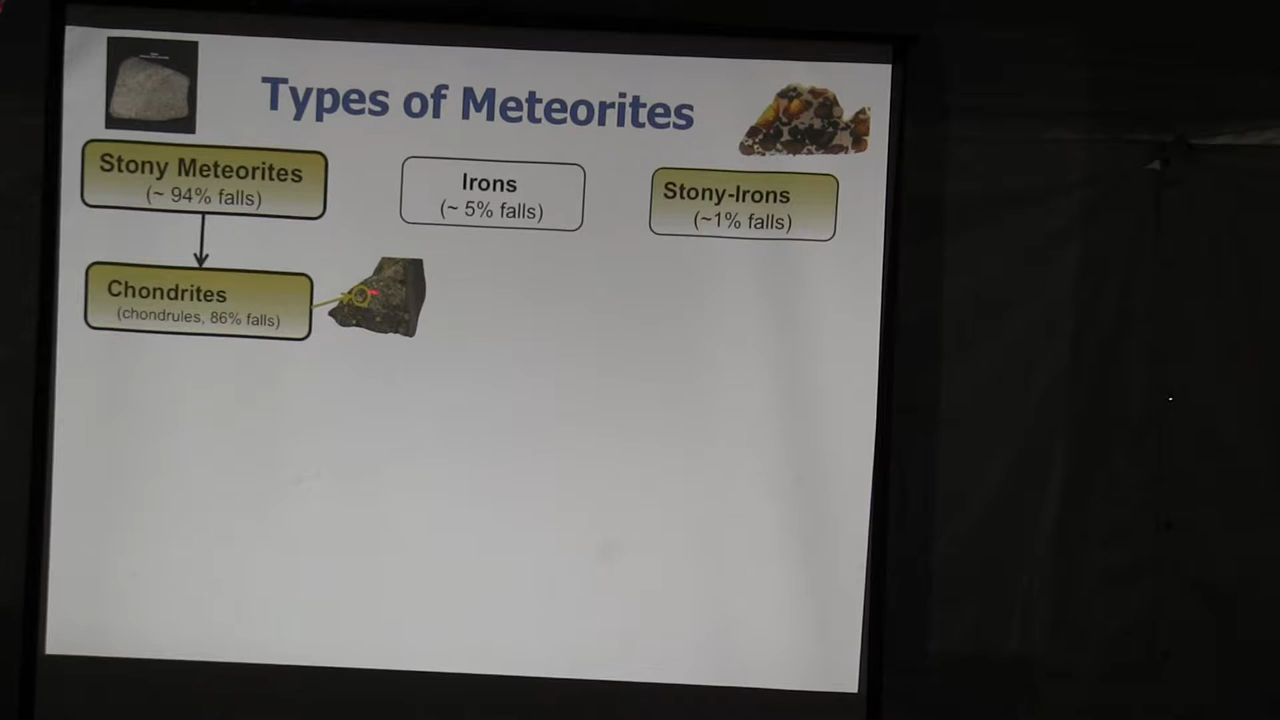 Types of Meteorites
Stony Meteorites
(~ 94% falls)
Irons
(~ 5% falls)
Stony-Irons
(~1% falls)
Chondrites
(chondrules, 86% falls)